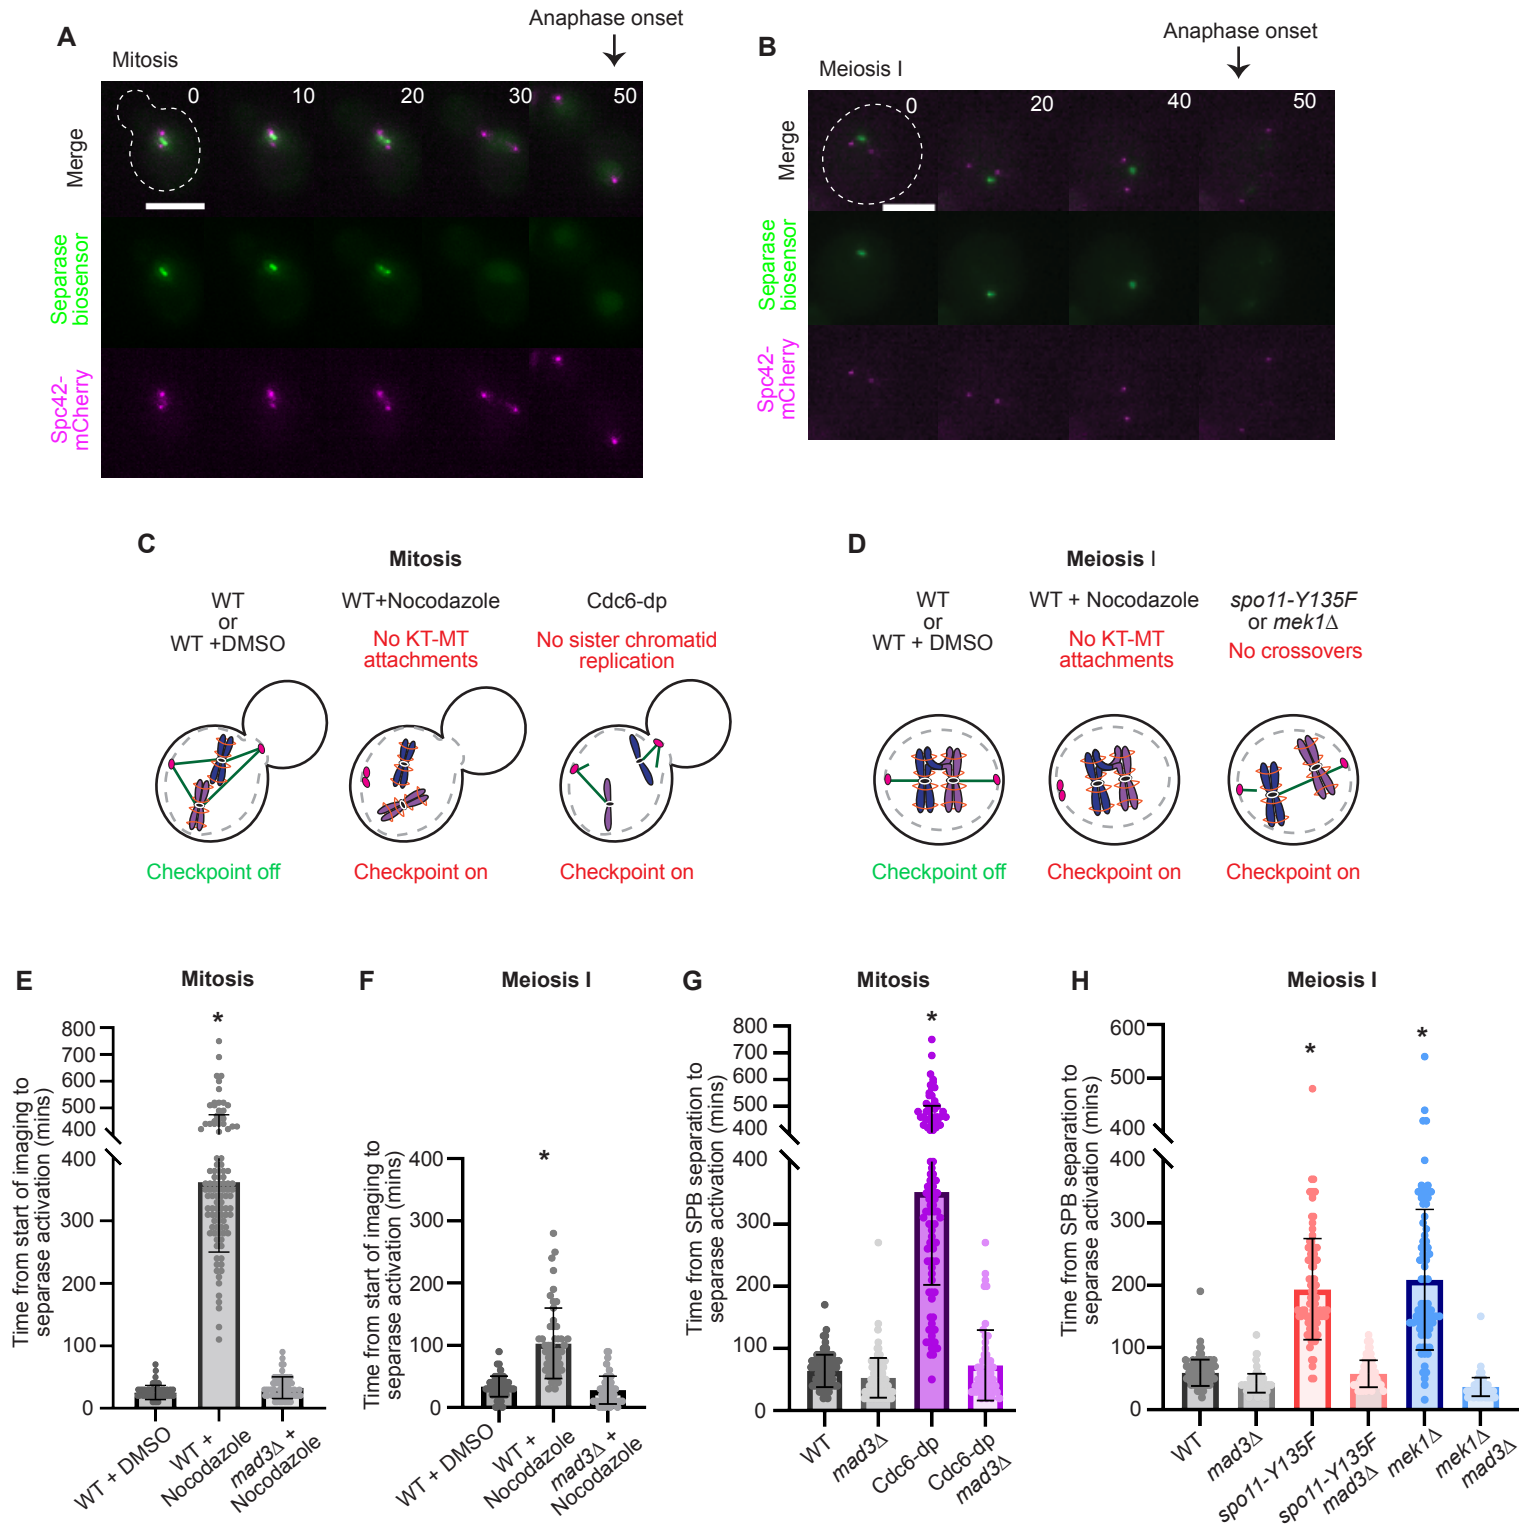 A
Mitosis
Anaphase onset
0
10
20
30
50
Merge
Separase
biosensor
Spc42-
mCherry
B
Meiosis I
Anaphase onset
0
20
40
50
Merge
Separase
biosensor
Spc42-
mCherry
C
Mitosis
WT
or
WT +DMSO
WT+Nocodazole
No KT-MT
attachments
Cdc6-dp
No sister chromatid
replication
Checkpoint off
Checkpoint on
Checkpoint on
D
Meiosis I
WT
or
WT + DMSO
WT + Nocodazole
No KT-MT
attachments
spo11-Y135F
or mek1Δ
No crossovers
Checkpoint off
Checkpoint on
Checkpoint on
E
Mitosis
Time from start of imaging to
separase activation (mins)
800
700
600
500
400
400
300
200
100
0
*
WT + DMSO
WT +
Nocodazole
mad3Δ +
Nocodazole
F
Meiosis I
Time from start of imaging to
separase activation (mins)
400
300
200
100
0
*
WT + DMSO
WT +
Nocodazole
mad3Δ +
Nocodazole
G
Mitosis
Time from SPB separation to
separase activation (mins)
800
700
600
500
400
400
300
200
100
0
*
WT
mad3Δ
Cdc6-dp
Cdc6-dp
mad3Δ
H
Meiosis I
Time from SPB separation to
separase activation (mins)
600
500
400
400
300
200
100
0
*
*
WT
mad3Δ
spo11-Y135F
spo11-Y135F
mad3Δ
mek1Δ
mek1Δ
mad3Δ